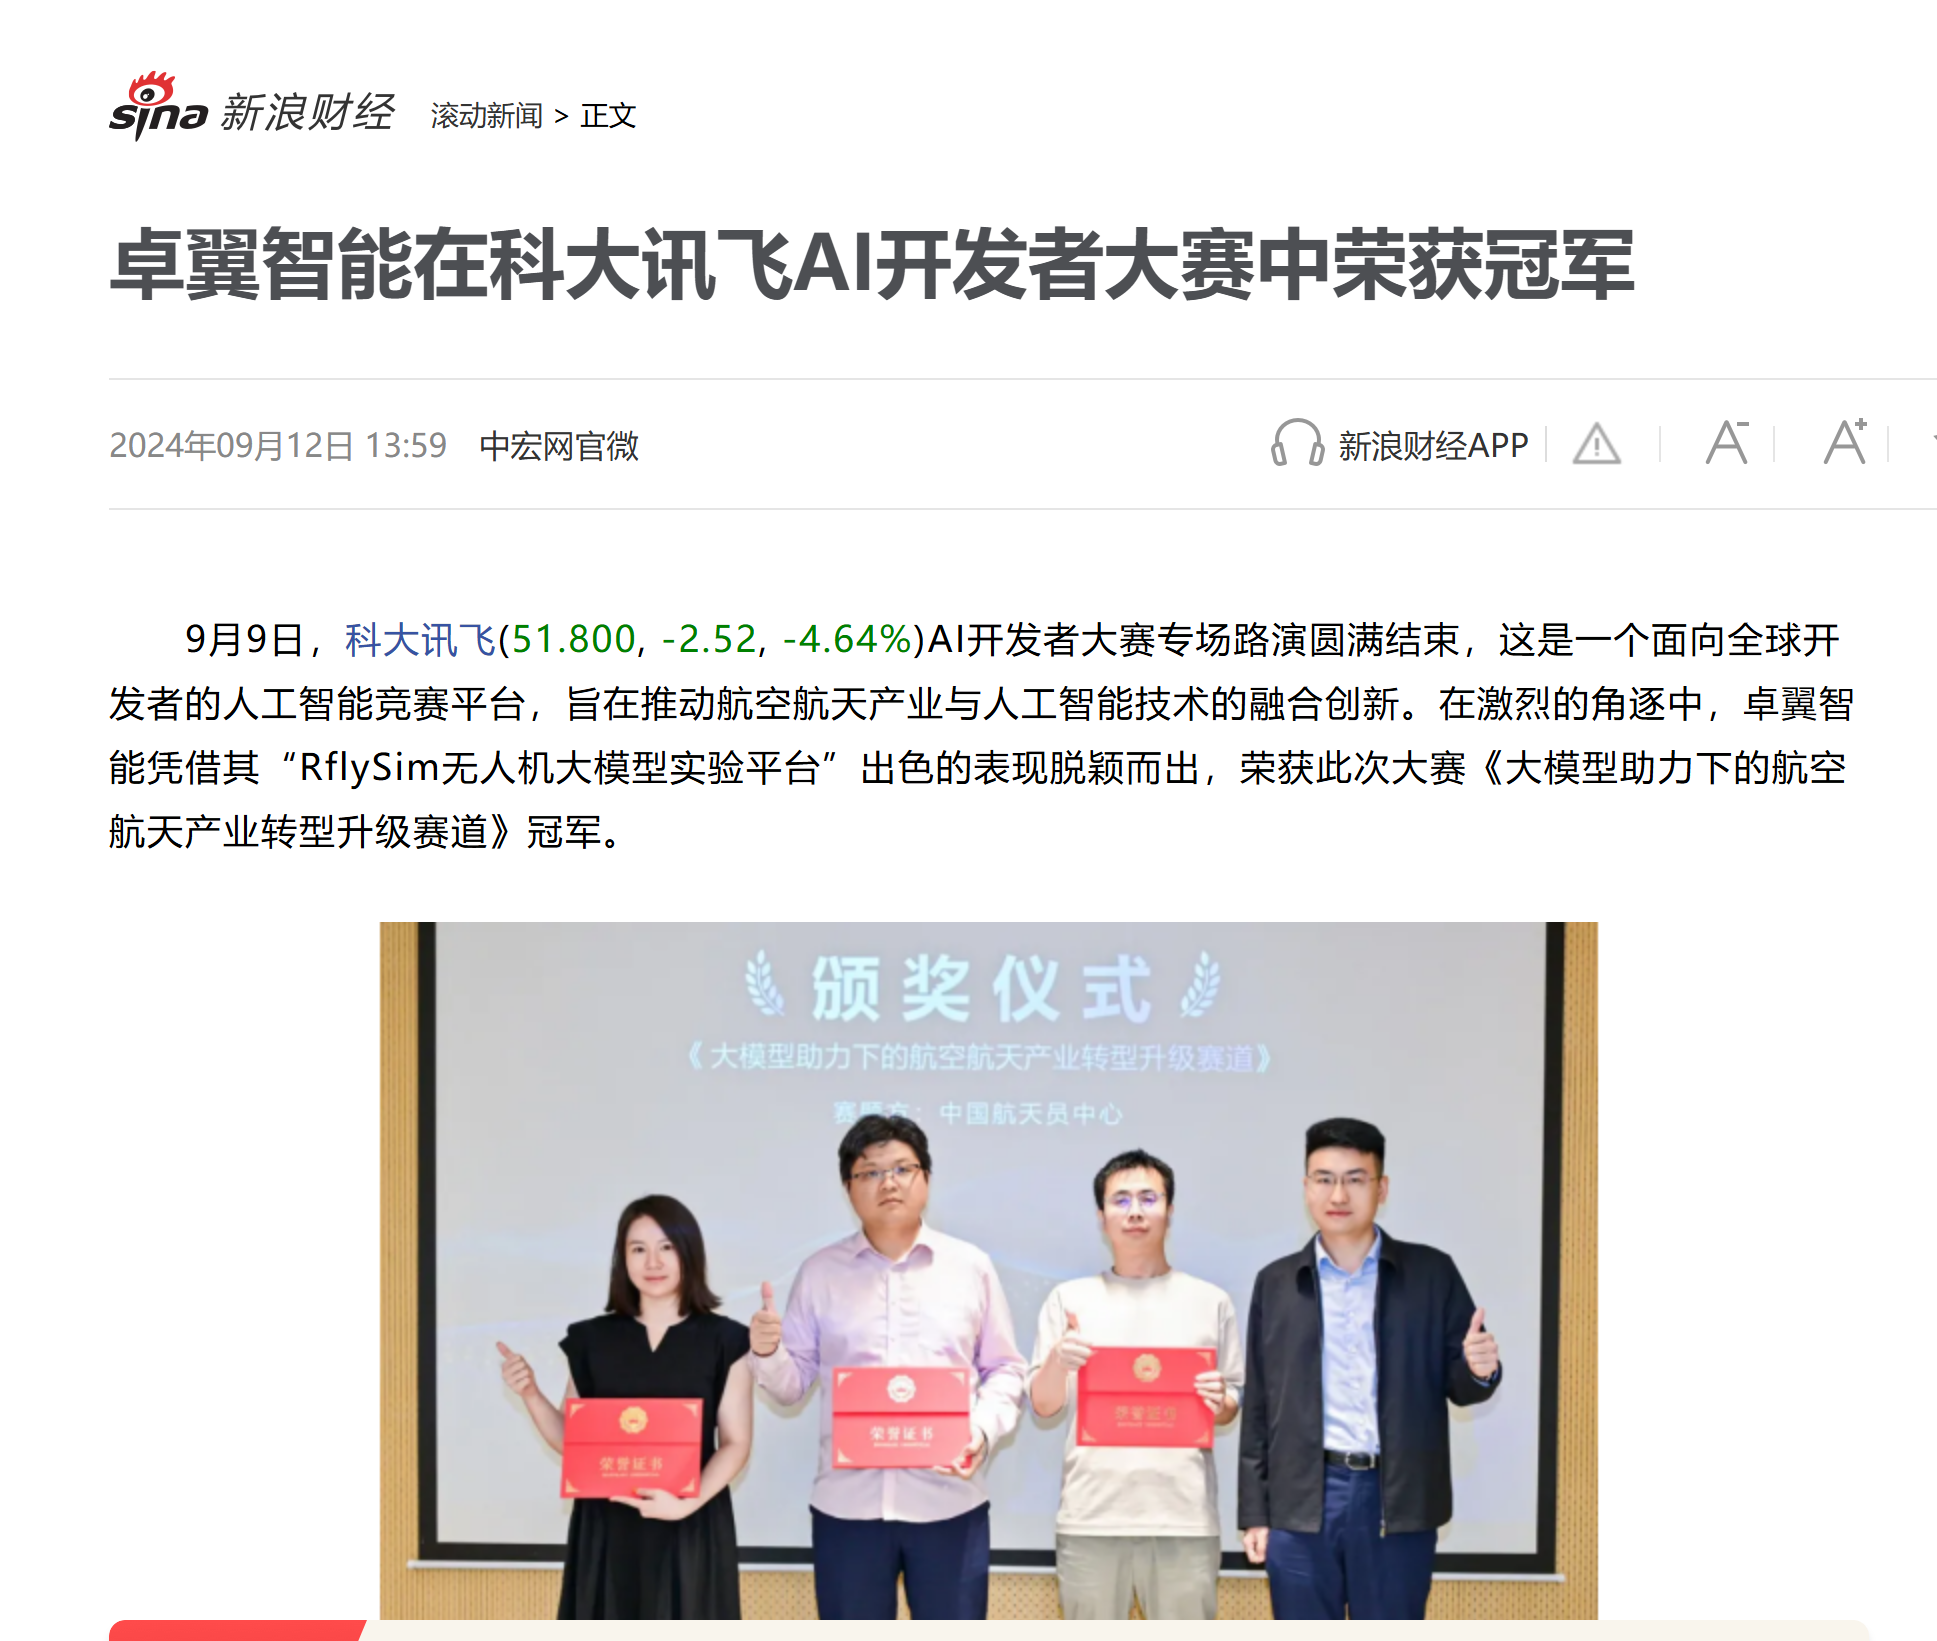 sina 新浪财经 滚动新闻 > 正文
卓翼智能在科大讯飞AI开发者大赛中荣获冠军
2024年09月12日 13:59 中宏网官微 新浪财经APP A- A+
9月9日，科大讯飞(51.800, -2.52, -4.64%)AI开发者大赛专场路演圆满结束，这是一个面向全球开
发者的人工智能竞赛平台，旨在推动航空航天产业与人工智能技术的融合创新。在激烈的角逐中，卓翼智
能凭借其“RflySim无人机大模型实验平台”出色的表现脱颖而出，荣获此次大赛《大模型助力下的航空
航天产业转型升级赛道》冠军。
颁奖仪式
《大模型助力下的航空航天产业转型升级赛道》
赛题方：中国航天员中心
荣誉证书
荣誉证书
荣誉证书